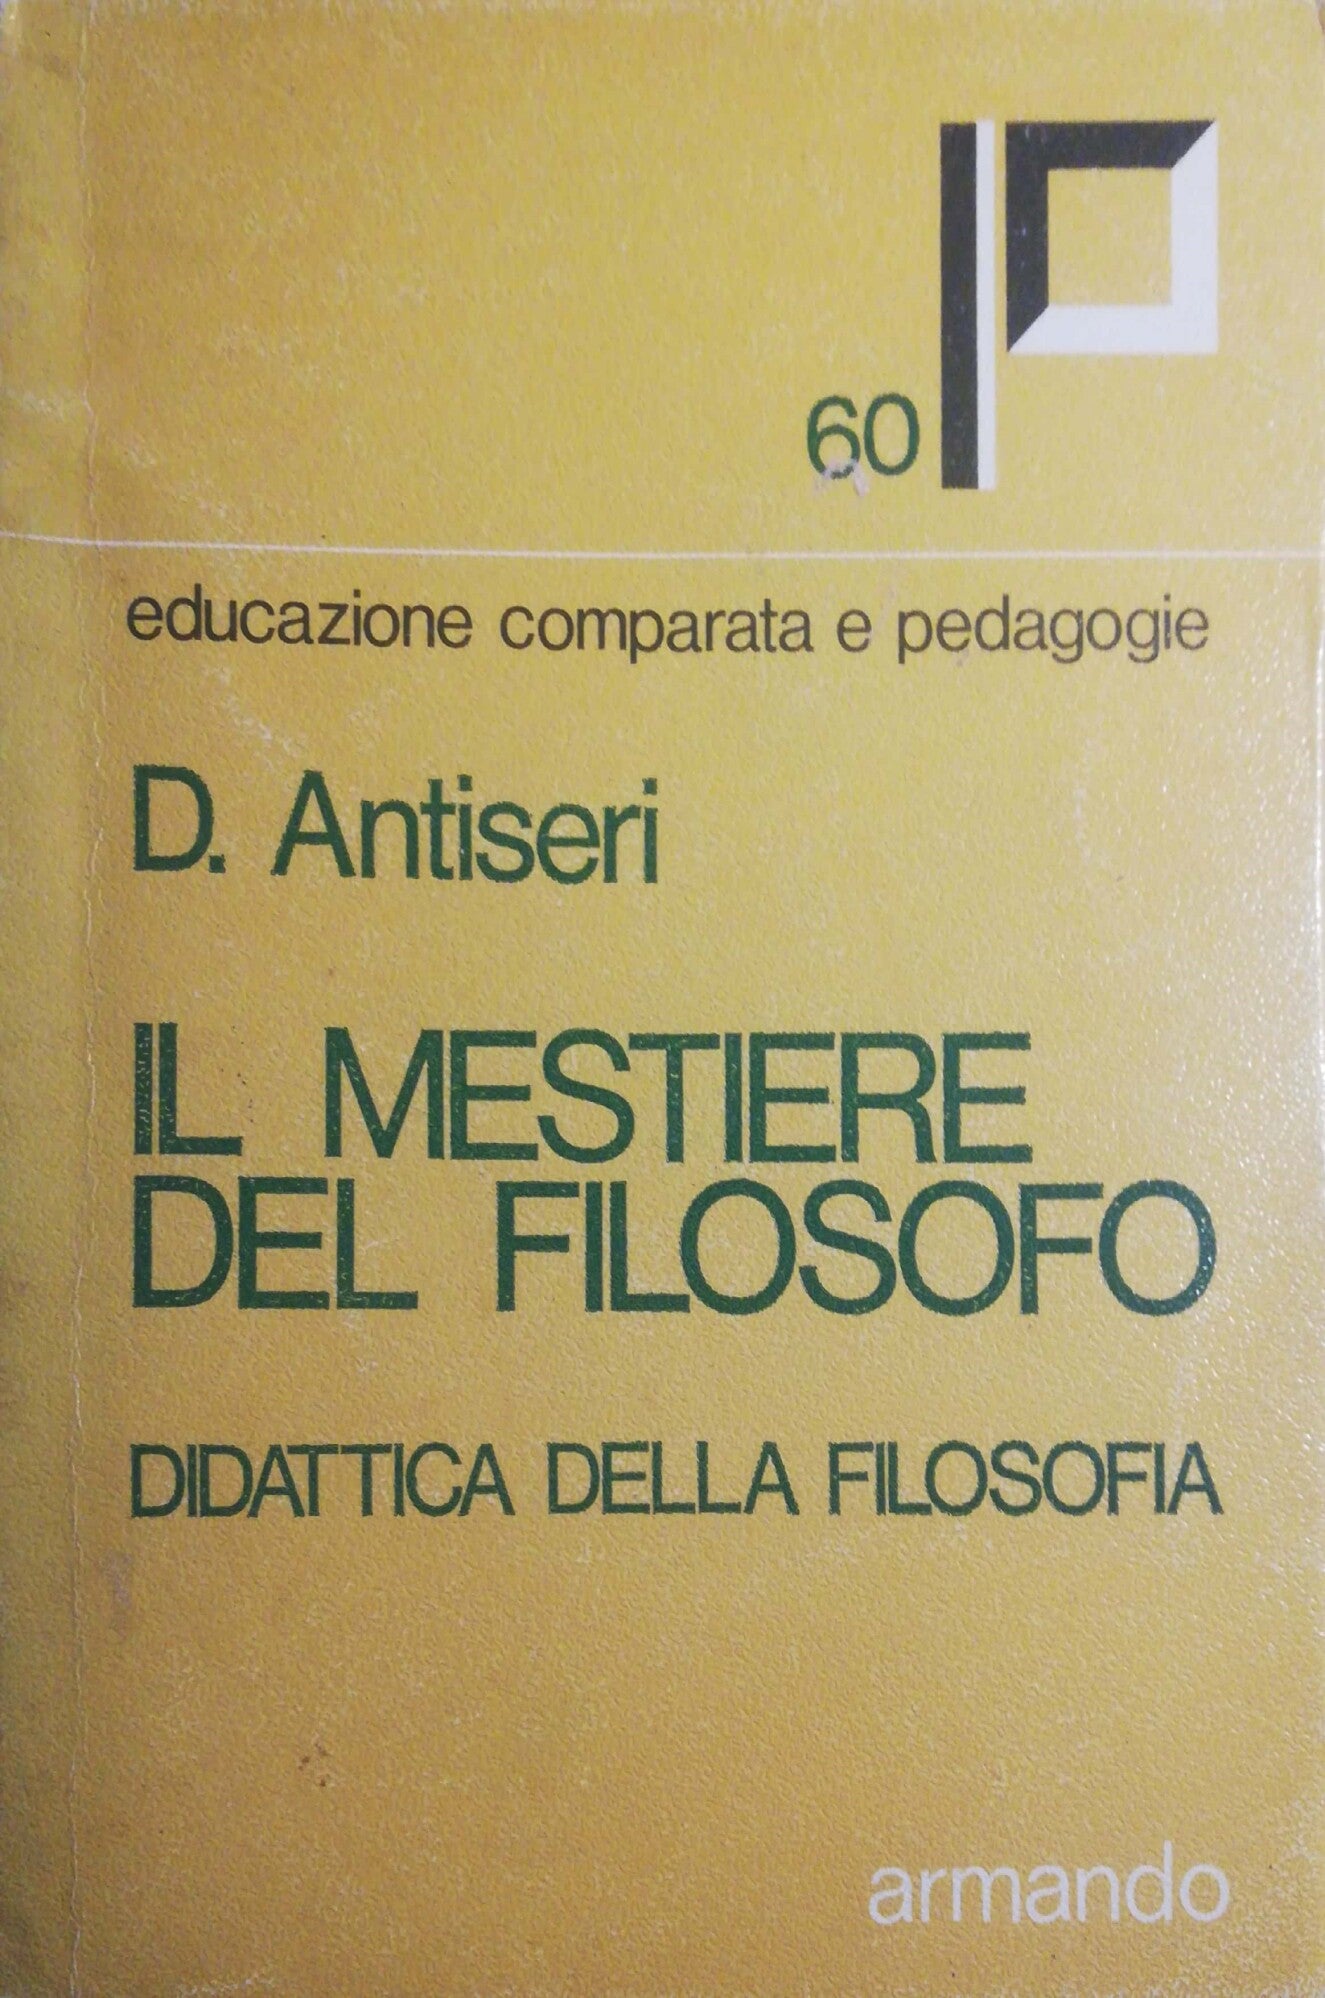 60
educazione comparata e pedagogie
D. Antiseri
IL MESTIERE
DEL FILOSOFO
DIDATTICA DELLA FILOSOFIA
armando